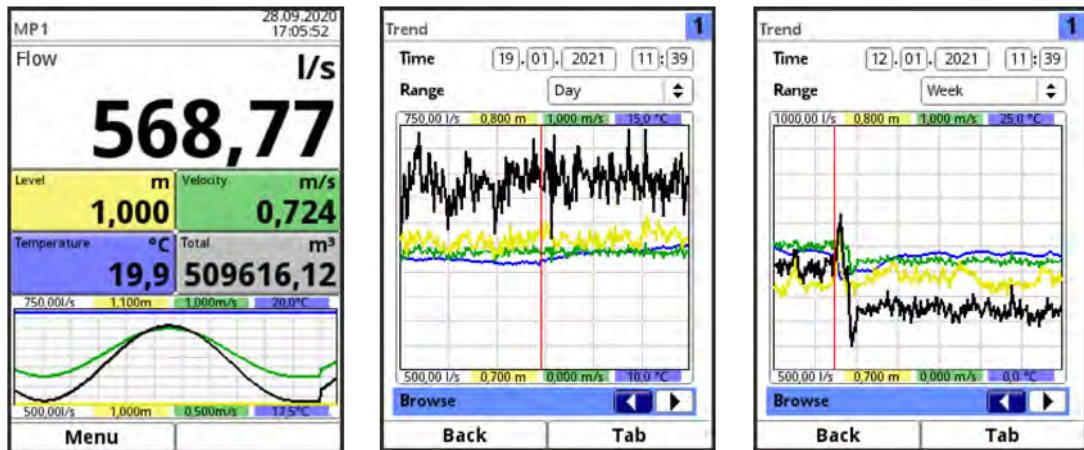 MP1
28.09.2020
17:05:52
Flow
l/s
568,77
Level m
1,000
Velocity m/s
0,724
Temperature °C
19,9
Total m³
509616,12
750,00l/s 1,100m 1,000m/s 20,0°C
500,00l/s 1,000m 0,500m/s 17,5°C
Menu
Trend 1
Time 19.01.2021 11:39
Range Day
750,00 l/s 0,800 m 1,000 m/s 15,0 °C
500,00 l/s 0,700 m 0,000 m/s 10,0 °C
Browse
Back Tab
Trend 1
Time 12.01.2021 11:39
Range Week
1000,00 l/s 0,800 m 1,000 m/s 25,0 °C
500,00 l/s 0,700 m 0,000 m/s 0,0 °C
Browse
Back Tab